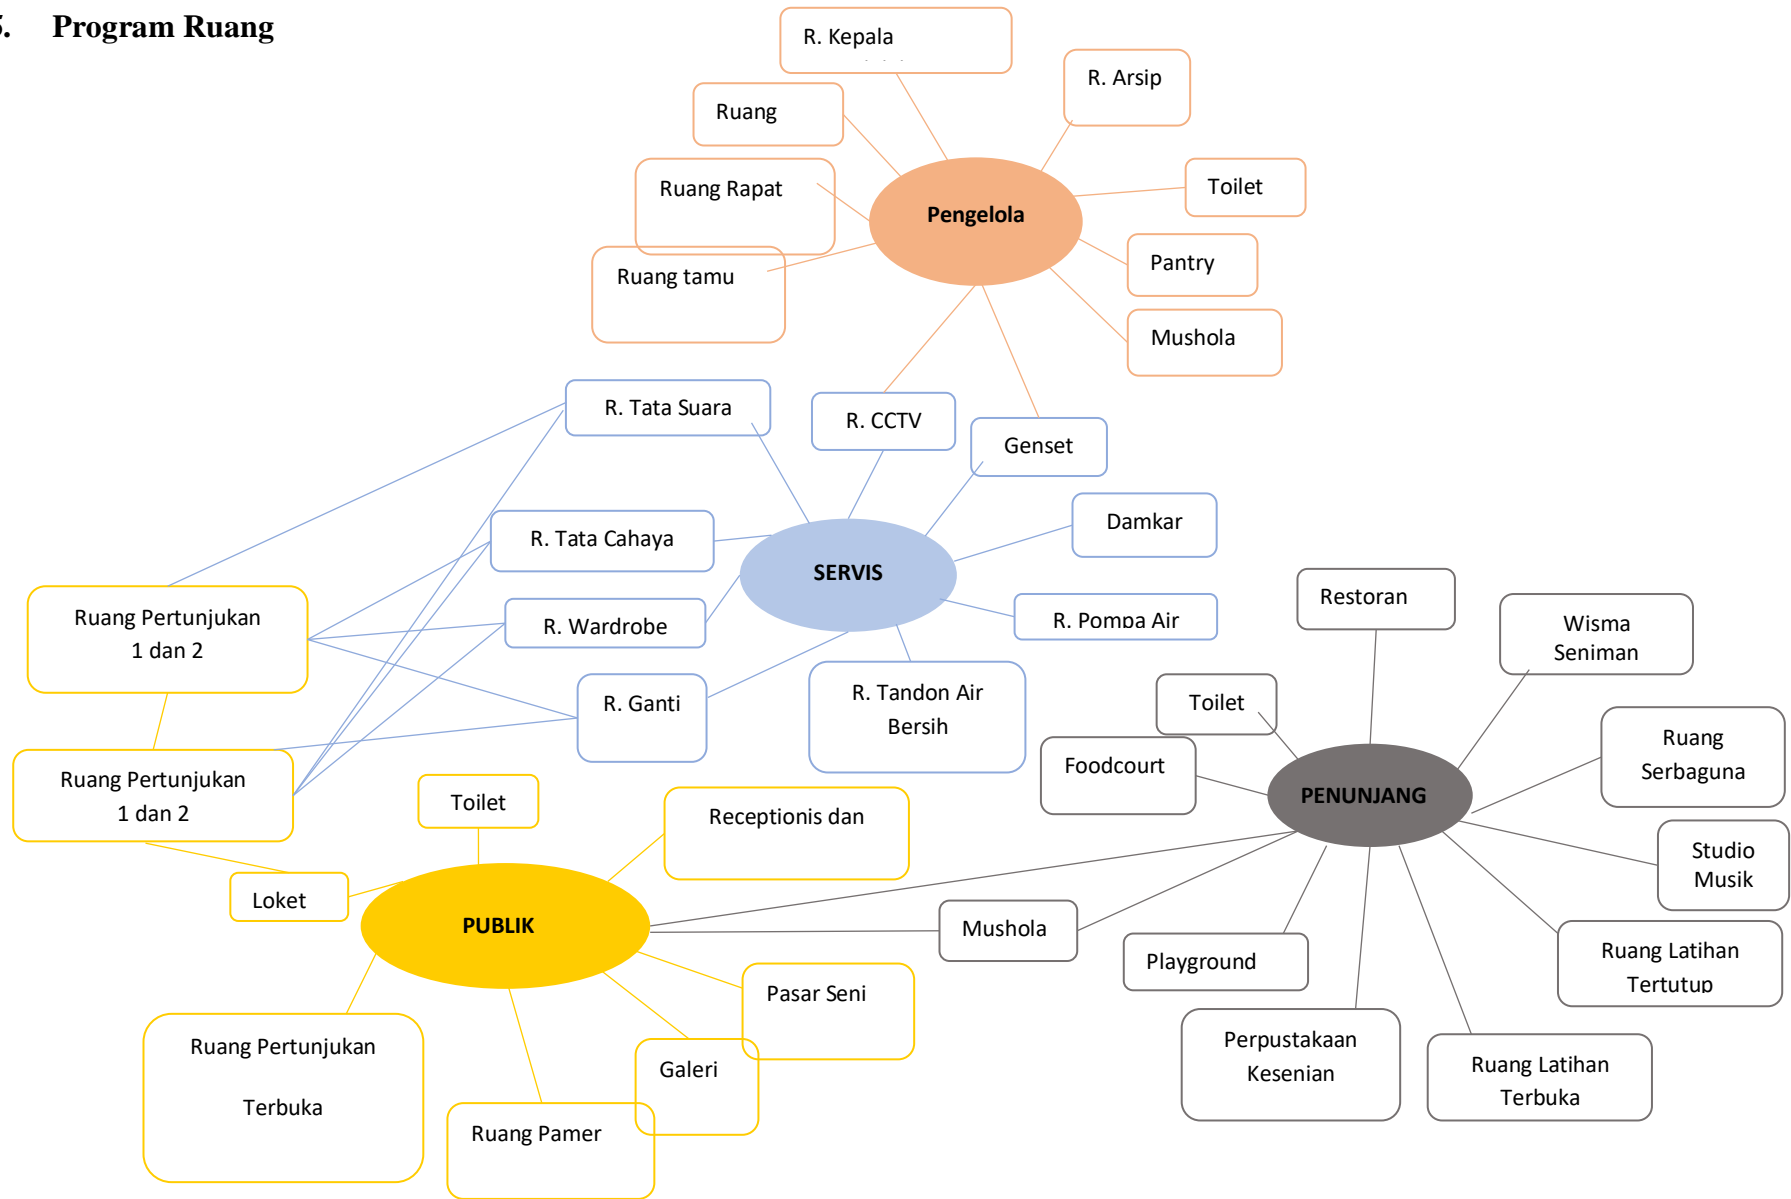 5. Program Ruang
R. Kepala
R. Arsip
Ruang
Ruang Rapat
Toilet
Pengelola
Pantry
Ruang tamu
Mushola
R. Tata Suara
R. CCTV
Genset
R. Tata Cahaya
Damkar
SERVIS
Ruang Pertunjukan
1 dan 2
R. Wardrobe
R. Pompa Air
R. Ganti
R. Tandon Air
Bersih
Ruang Pertunjukan
1 dan 2
Restoran
Wisma
Seniman
Toilet
Foodcourt
Ruang
Serbaguna
PENUNJANG
Studio
Musik
Toilet
Receptionis dan
Loket
PUBLIK
Mushola
Playground
Ruang Latihan
Tertutup
Pasar Seni
Ruang Pertunjukan
Terbuka
Galeri
Ruang Pamer
Perpustakaan
Kesenian
Ruang Latihan
Terbuka